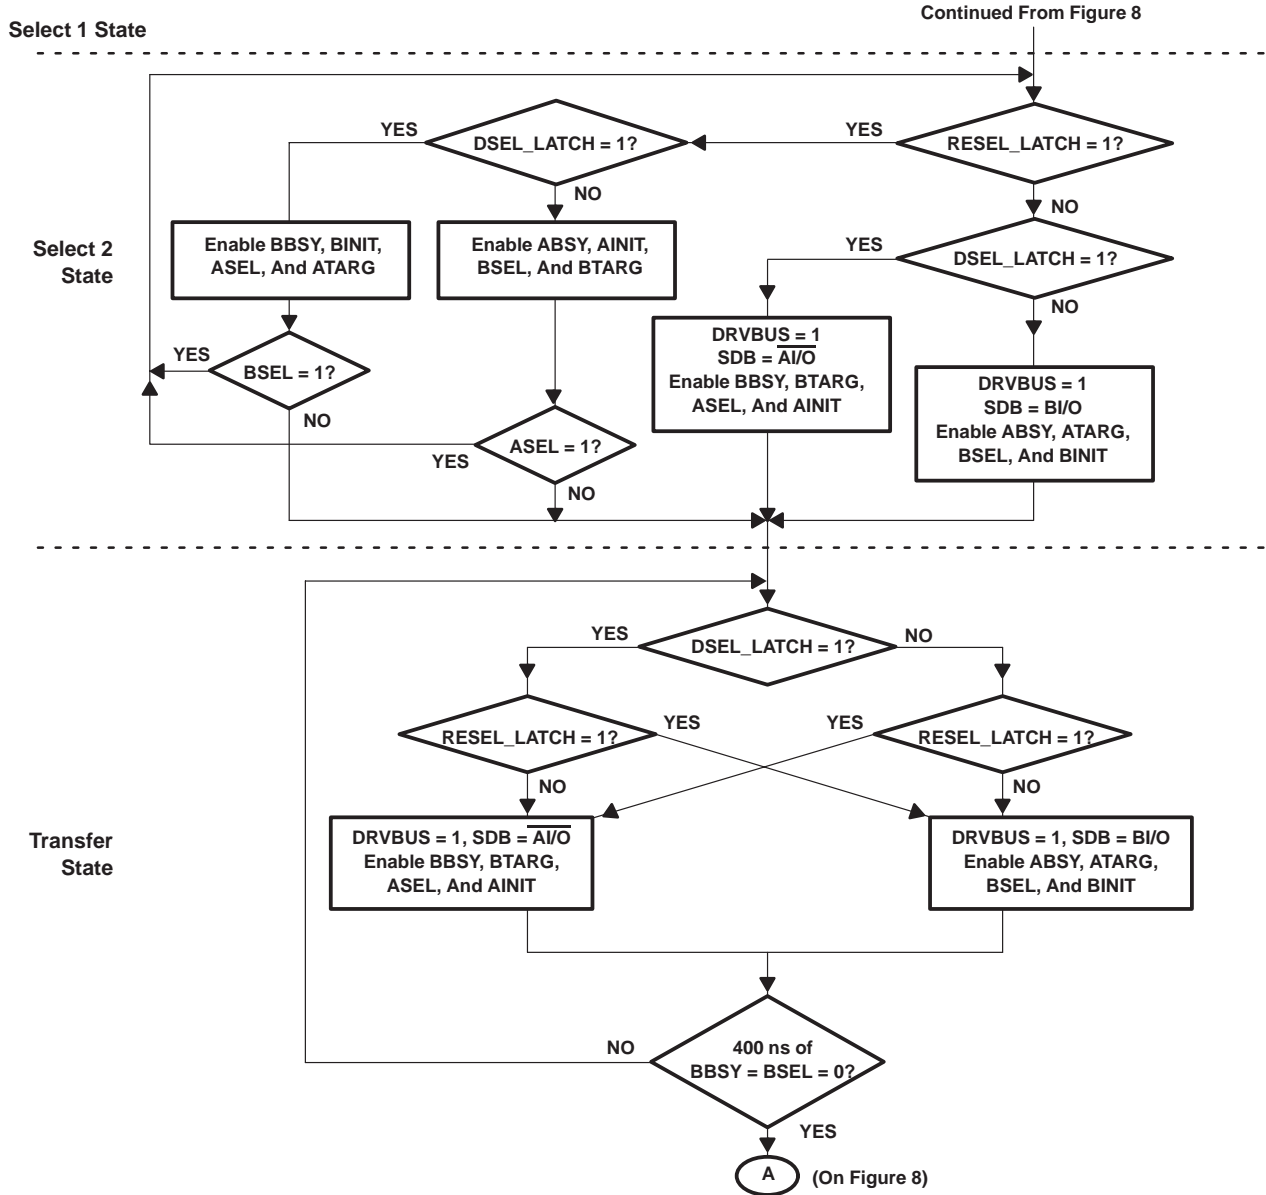 Continued From Figure 8
Select 1 State
YES
DSEL_LATCH = 1?
YES
RESEL_LATCH = 1?
NO
NO
Select 2
State
Enable BBSY, BINIT,
ASEL, And ATARG
Enable ABSY, AINIT,
BSEL, And BTARG
YES
DSEL_LATCH = 1?
NO
DRVBUS = 1
SDB = A̅I̅/̅O̅
Enable BBSY, BTARG,
ASEL, And AINIT
YES
BSEL = 1?
NO
DRVBUS = 1
SDB = BI/O
Enable ABSY, ATARG,
BSEL, And BINIT
YES
ASEL = 1?
NO
YES
DSEL_LATCH = 1?
NO
RESEL_LATCH = 1?
YES
YES
RESEL_LATCH = 1?
NO
NO
Transfer
State
DRVBUS = 1, SDB = A̅I̅/̅O̅
Enable BBSY, BTARG,
ASEL, And AINIT
DRVBUS = 1, SDB = BI/O
Enable ABSY, ATARG,
BSEL, And BINIT
NO
400 ns of
BBSY = BSEL = 0?
YES
A
(On Figure 8)